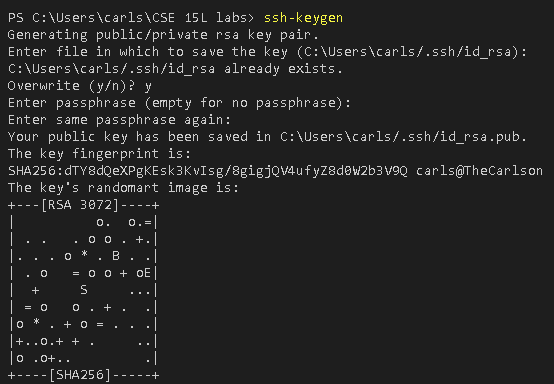 PS C:\Users\carls\CSE 15L labs> ssh-keygen
Generating public/private rsa key pair.
Enter file in which to save the key (C:\Users\carls/.ssh/id_rsa):
C:\Users\carls/.ssh/id_rsa already exists.
Overwrite (y/n)? y
Enter passphrase (empty for no passphrase):
Enter same passphrase again:
Your public key has been saved in C:\Users\carls/.ssh/id_rsa.pub.
The key fingerprint is:
SHA256:dTY8dQeXPgKEsk3KvIsg/8gigjQV4ufyZ8d0W2b3V9Q carls@TheCarlson
The key's randomart image is:
+---[RSA 3072]----+
|          o.  o.=|
| . .   . o o . +.|
|. . . o * . B . .|
| . o   = o o + oE|
|  +     S     ...|
| = o   o . + .  .|
|o * . + o = . . .|
|+..o.+ + .     ..|
|o .o+..         .|
+----[SHA256]-----+